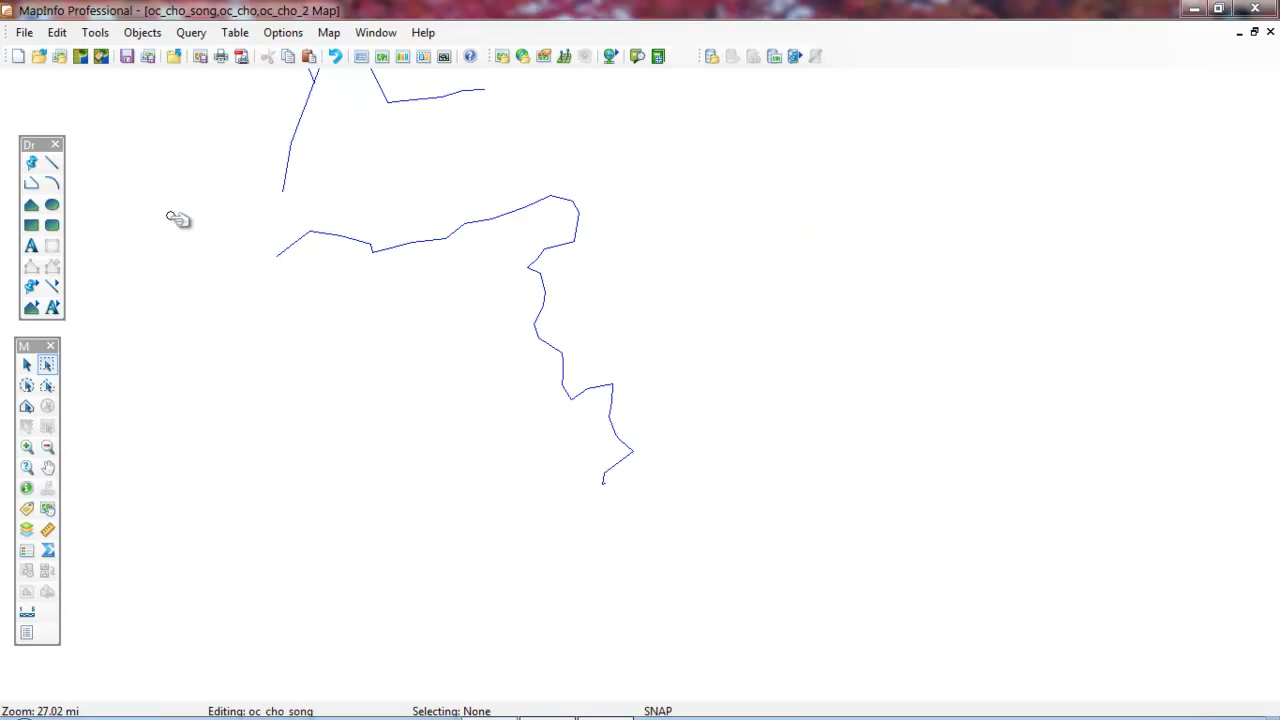 MapInfo Professional - [oc_cho_song,oc_cho,oc_cho_2 Map]
File Edit Tools Objects Query Table Options Map Window Help
Dr
M
Zoom: 27.02 mi Editing: oc_cho_song Selecting: None SNAP